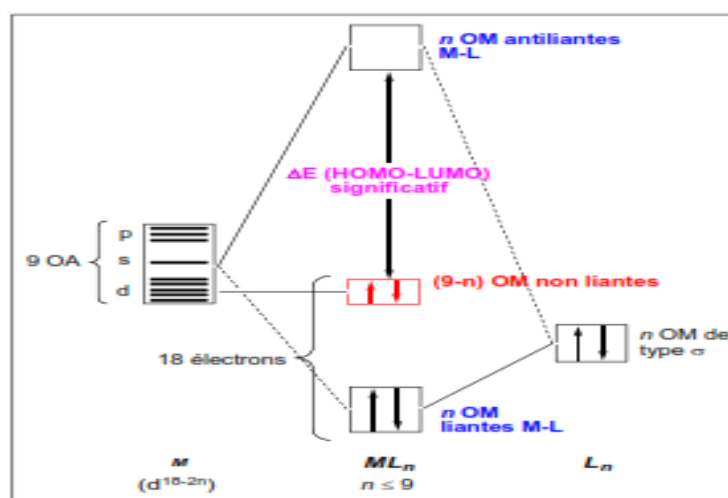 n OM antiliantes
M-L
ΔE (HOMO-LUMO)
significatif
9 OA
p
s
d
(9-n) OM non liantes
18 électrons
n OM de
type σ
n OM
liantes M-L
M
(d18-2n)
MLn
n ≤ 9
Ln